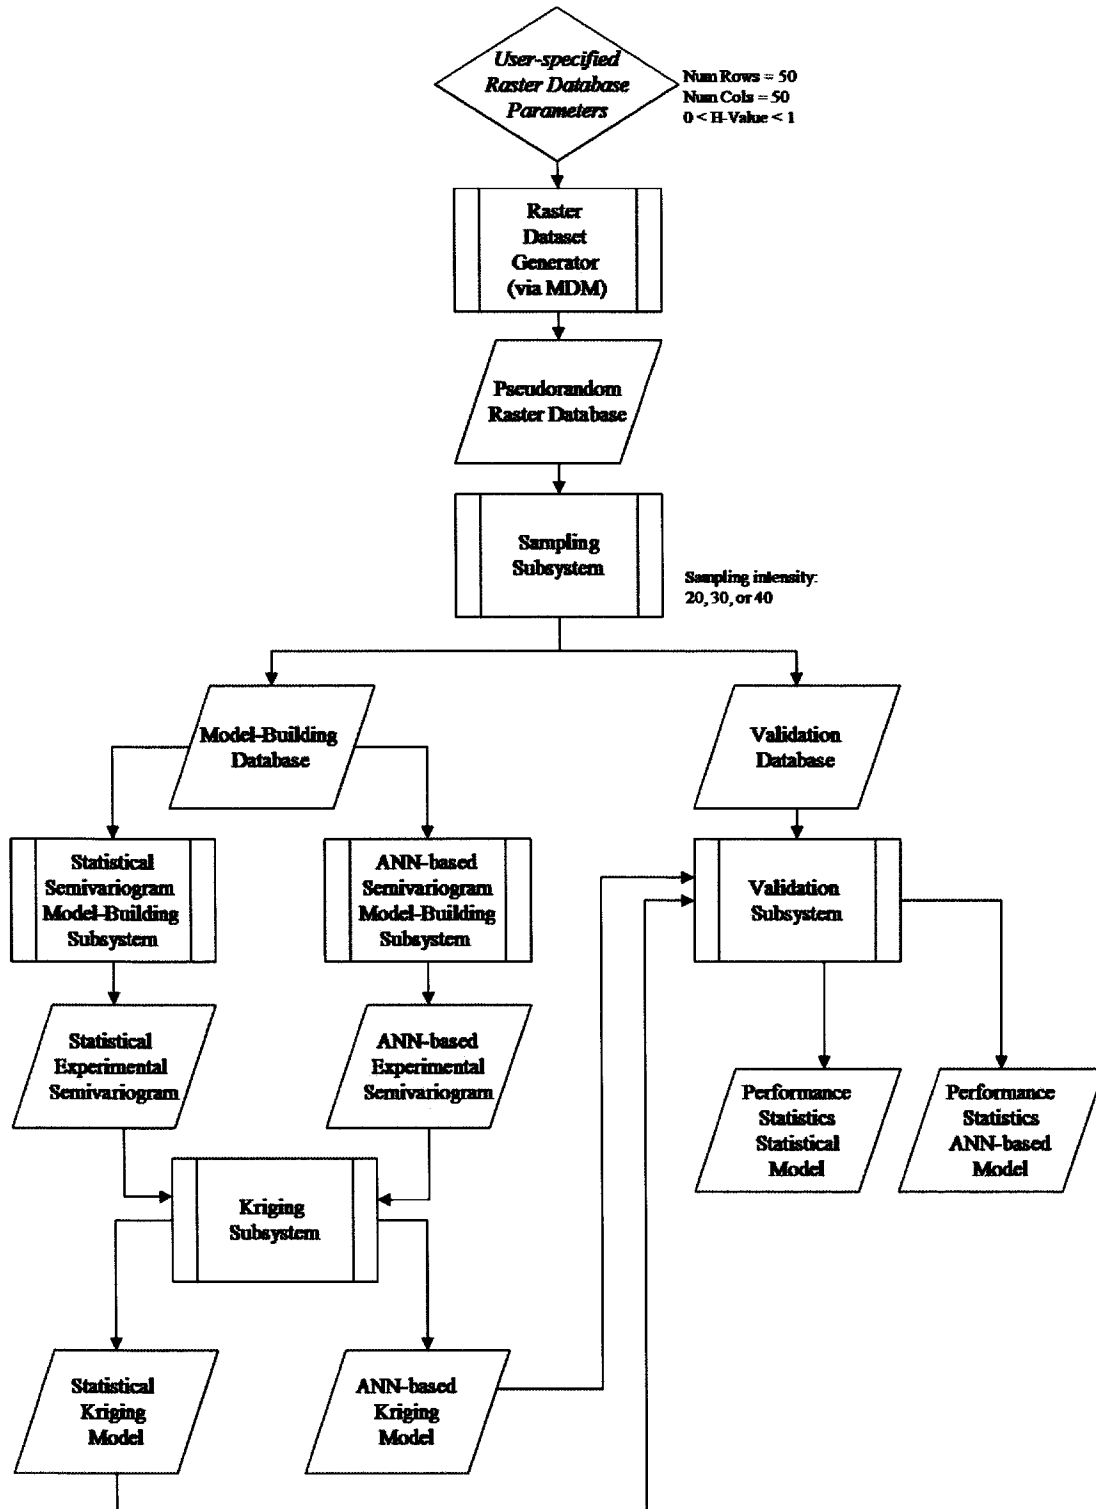 User-specified
Raster Database
Parameters
Num Rows = 50
Num Cols = 50
0 < H-Value < 1
Raster
Dataset
Generator
(via MDM)
Pseudorandom
Raster Database
Sampling
Subsystem
Sampling intensity:
20, 30, or 40
Model-Building
Database
Validation
Database
Statistical
Semivariogram
Model-Building
Subsystem
ANN-based
Semivariogram
Model-Building
Subsystem
Validation
Subsystem
Statistical
Experimental
Semivariogram
ANN-based
Experimental
Semivariogram
Performance
Statistics
Statistical
Model
Performance
Statistics
ANN-based
Model
Kriging
Subsystem
Statistical
Kriging
Model
ANN-based
Kriging
Model